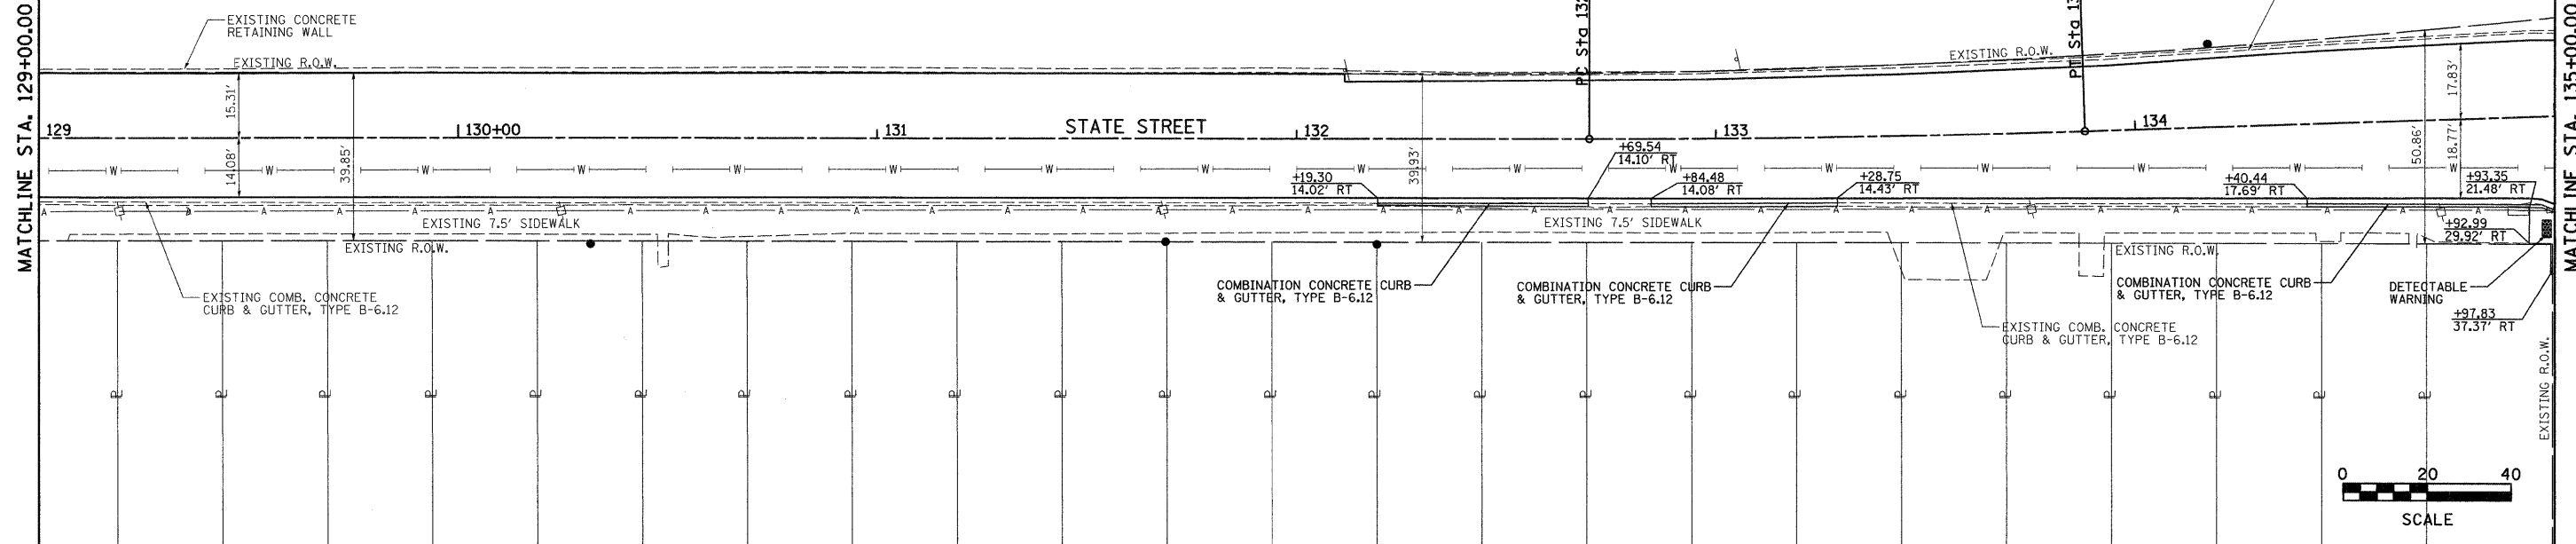 MATCHLINE STA. 129+00.00
EXISTING CONCRETE
RETAINING WALL
EXISTING R.O.W.
15.31'
14.08'
39.85'
129
130+00
131
STATE STREET
132
133
134
PC Sta
PT Sta
EXISTING R.O.W.
39.93'
50.86'
17.83'
18.77'
MATCHLINE STA. 135+00.00
W W W W W W W W W W W W W W W W
+19.30
14.02' RT
+69.54
14.10' RT
+84.48
14.08' RT
+28.75
14.43' RT
+40.44
17.69' RT
+93.35
21.48' RT
+92.99
29.92' RT
EXISTING 7.5' SIDEWALK
EXISTING 7.5' SIDEWALK
EXISTING R.O.W.
EXISTING R.O.W.
EXISTING COMB. CONCRETE
CURB & GUTTER, TYPE B-6.12
COMBINATION CONCRETE CURB
& GUTTER, TYPE B-6.12
COMBINATION CONCRETE CURB
& GUTTER, TYPE B-6.12
EXISTING COMB. CONCRETE
CURB & GUTTER, TYPE B-6.12
COMBINATION CONCRETE CURB
& GUTTER, TYPE B-6.12
DETECTABLE
WARNING
+97.83
37.37' RT
EXISTING R.O.W.
0 20 40
SCALE